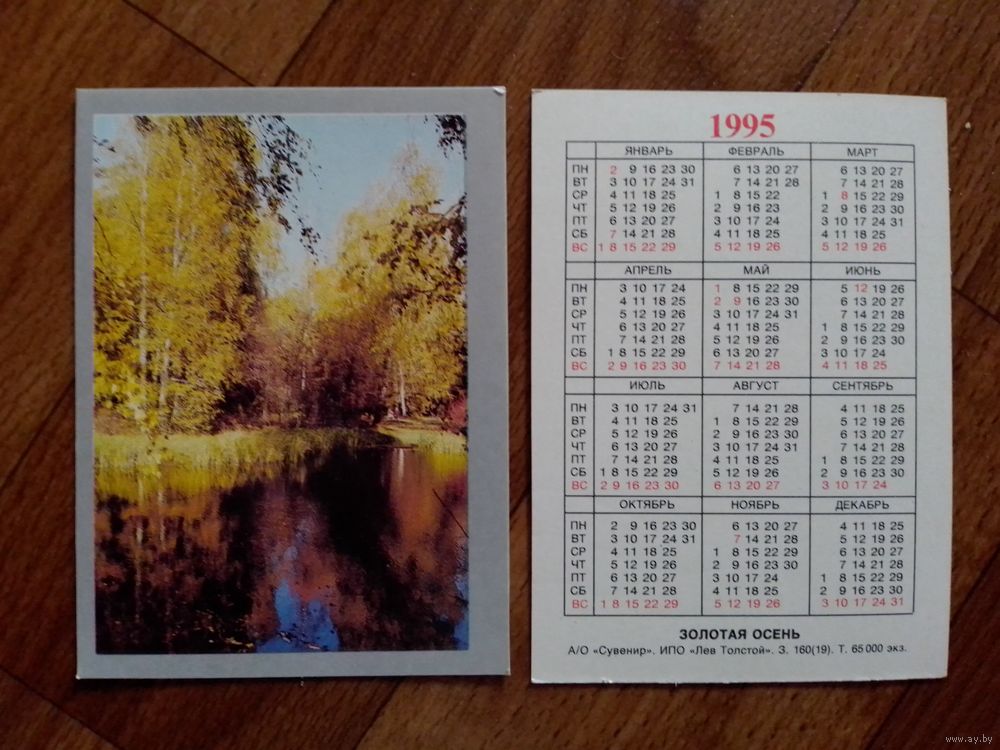 1995
ЯНВАРЬ ФЕВРАЛЬ МАРТ
ПН 2 9 16 23 30 6 13 20 27 6 13 20 27
ВТ 3 10 17 24 31 7 14 21 28 7 14 21 28
СР 4 11 18 25 1 8 15 22 1 8 15 22 29
ЧТ 5 12 19 26 2 9 16 23 2 9 16 23 30
ПТ 6 13 20 27 3 10 17 24 3 10 17 24 31
СБ 7 14 21 28 4 11 18 25 4 11 18 25
ВС 1 8 15 22 29 5 12 19 26 5 12 19 26
АПРЕЛЬ МАЙ ИЮНЬ
ПН 3 10 17 24 1 8 15 22 29 5 12 19 26
ВТ 4 11 18 25 2 9 16 23 30 6 13 20 27
СР 5 12 19 26 3 10 17 24 31 7 14 21 28
ЧТ 6 13 20 27 4 11 18 25 1 8 15 22 29
ПТ 7 14 21 28 5 12 19 26 2 9 16 23 30
СБ 1 8 15 22 29 6 13 20 27 3 10 17 24
ВС 2 9 16 23 30 7 14 21 28 4 11 18 25
ИЮЛЬ АВГУСТ СЕНТЯБРЬ
ПН 3 10 17 24 31 7 14 21 28 4 11 18 25
ВТ 4 11 18 25 1 8 15 22 29 5 12 19 26
СР 5 12 19 26 2 9 16 23 30 6 13 20 27
ЧТ 6 13 20 27 3 10 17 24 31 7 14 21 28
ПТ 7 14 21 28 4 11 18 25 1 8 15 22 29
СБ 1 8 15 22 29 5 12 19 26 2 9 16 23 30
ВС 2 9 16 23 30 6 13 20 27 3 10 17 24
ОКТЯБРЬ НОЯБРЬ ДЕКАБРЬ
ПН 2 9 16 23 30 6 13 20 27 4 11 18 25
ВТ 3 10 17 24 31 7 14 21 28 5 12 19 26
СР 4 11 18 25 1 8 15 22 29 6 13 20 27
ЧТ 5 12 19 26 2 9 16 23 30 7 14 21 28
ПТ 6 13 20 27 3 10 17 24 1 8 15 22 29
СБ 7 14 21 28 4 11 18 25 2 9 16 23 30
ВС 1 8 15 22 29 5 12 19 26 3 10 17 24 31
ЗОЛОТАЯ ОСЕНЬ
А/О «Сувенир». ИПО «Лев Толстой». З. 160(19). Т. 65 000 экз.
www.ay.by